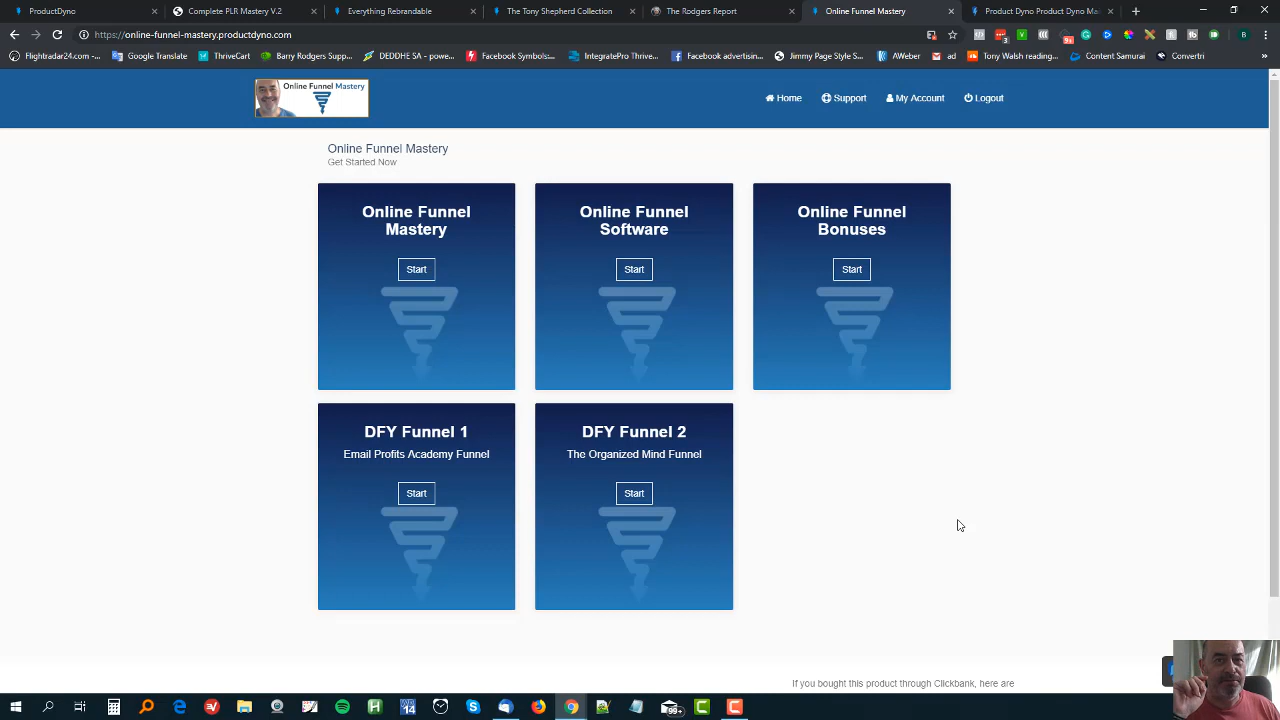 ProductDyno
Complete PLR Mastery V.2
Everything Rebrandable
The Tony Shepherd Collection
The Rodgers Report
Online Funnel Mastery
Product Dyno Product Dyno Ma
https://online-funnel-mastery.productdyno.com
Flightradar24.com -...
Google Translate
ThriveCart
Barry Rodgers Supp...
DEDDHE SA - powe...
Facebook Symbols:...
IntegratePro Thrive...
Facebook advertisin...
Jimmy Page Style S...
AWeber
ad
Tony Walsh Recom...
Content Samurai
Convertri
Online Funnel Mastery
Home
Support
My Account
Logout
Online Funnel Mastery
Get Started Now
Online Funnel
Mastery
Start
Online Funnel
Software
Start
Online Funnel
Bonuses
Start
DFY Funnel 1
Email Profits Academy Funnel
Start
DFY Funnel 2
The Organized Mind Funnel
Start
If you bought this product through Clickbank, here are